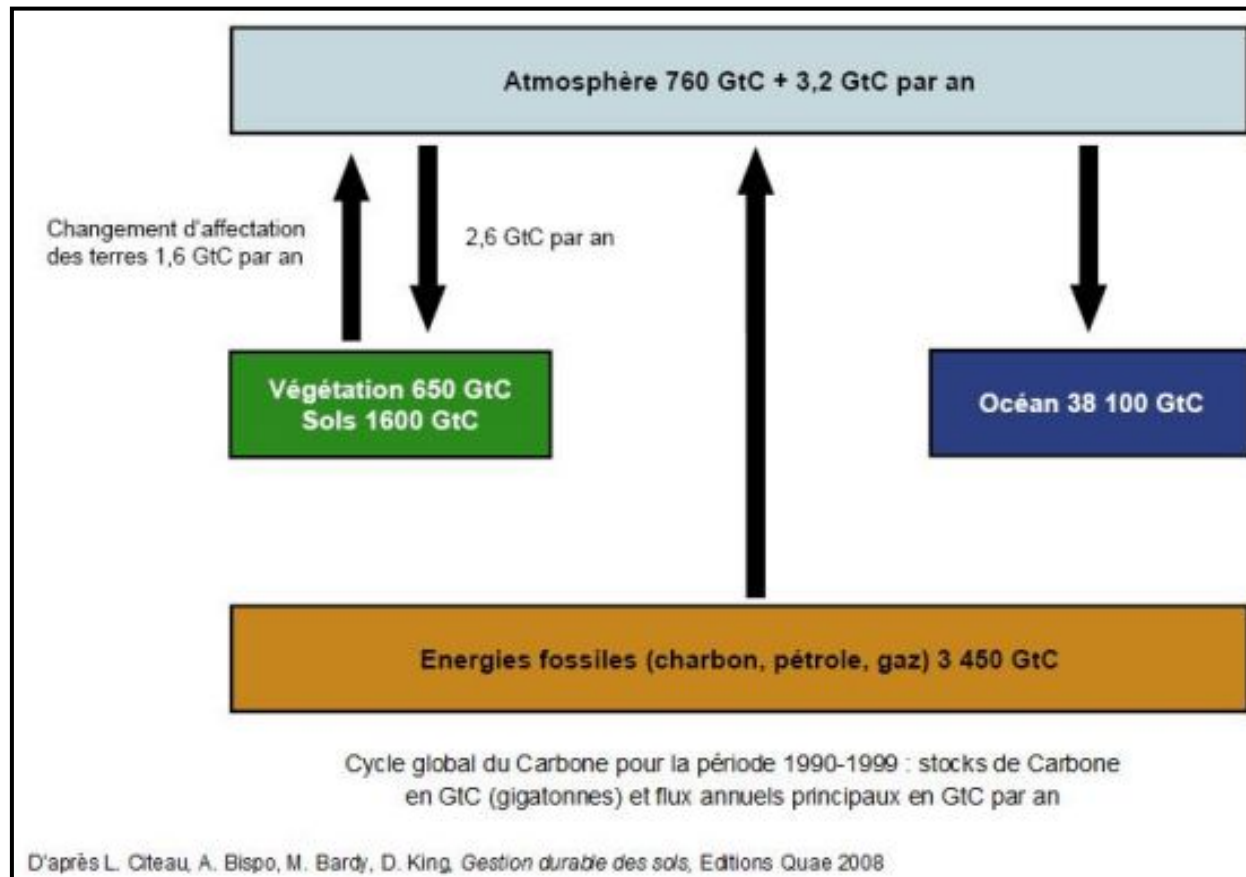 Atmosphère 760 GtC + 3,2 GtC par an
Changement d'affectation
des terres 1,6 GtC par an
2,6 GtC par an
Végétation 650 GtC
Sols 1600 GtC
Océan 38 100 GtC
Energies fossiles (charbon, pétrole, gaz) 3 450 GtC
Cycle global du Carbone pour la période 1990-1999 : stocks de Carbone
en GtC (gigatonnes) et flux annuels principaux en GtC par an
D'après L. Citeau, A. Bispo, M. Bardy, D. King, Gestion durable des sols, Editions Quae 2008